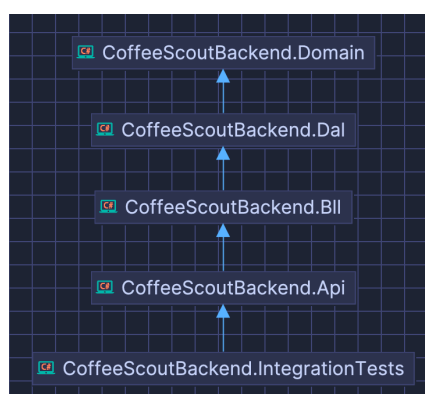 C# CoffeeScoutBackend.Domain
C# CoffeeScoutBackend.Dal
C# CoffeeScoutBackend.Bll
C# CoffeeScoutBackend.Api
C# CoffeeScoutBackend.IntegrationTests